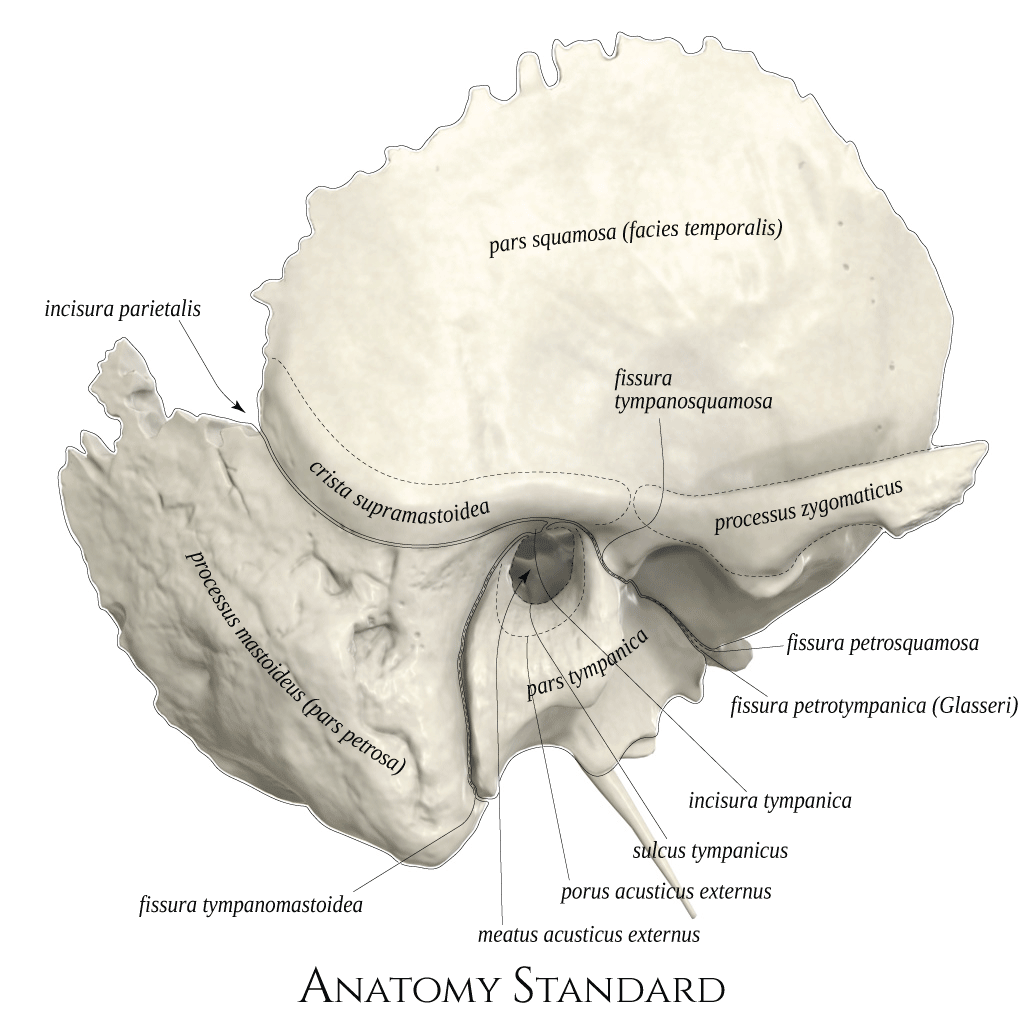 pars squamosa (facies temporalis)
incisura parietalis
fissura
tympanosquamosa
crista supramastoidea
processus zygomaticus
processus mastoideus (pars petrosa)
pars tympanica
fissura petrosquamosa
fissura petrotympanica (Glasseri)
incisura tympanica
sulcus tympanicus
porus acusticus externus
fissura tympanomastoidea
meatus acusticus externus
ANATOMY STANDARD